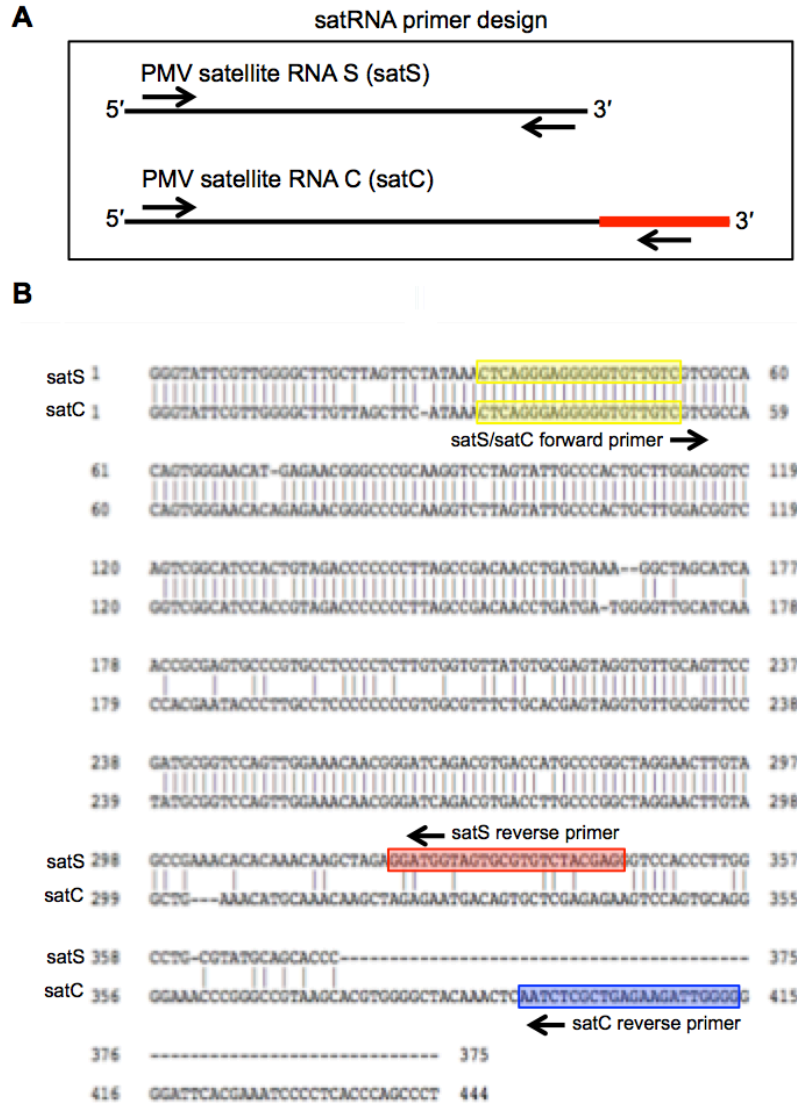 A
satRNA primer design
PMV satellite RNA S (satS)
5′ 3′
PMV satellite RNA C (satC)
5′ 3′
B
satS 1 GGGTATTCGTTGGGGCTTGCTTAGTTCTATAAACTCAGGGAGGGGGTGTTGTCGTCGCCA 60
satC 1 GGGTATTCGTTGGGGCTTGTTAGCTTC-ATAAACTCAGGGAGGGGGTGTTGTCGTCGCCA 59
satS/satC forward primer
61 CAGTGGGAACAT-GAGAACGGGCCCGCAAGGTCCTAGTATTGCCCACTGCTTGGACGGTC 119
60 CAGTGGGAACACAGAGAACGGGCCCGCAAGGTCTTAGTATTGCCCACTGCTTGGACGGTC 119
120 AGTCGGCATCCACTGTAGACCCCCCCTTAGCCGACAACCTGATGAAA--GGCTAGCATCA 177
120 GGTCGGCATCCACCGTAGACCCCCCCTTAGCCGACAACCTGATGA-TGGGGTTGCATCAA 178
178 ACCGCGAGTGCCCGTGCCTCCCCTCTTGTGGTGTTATGTGCGAGTAGGTGTTGCAGTTCC 237
179 CCACGAATACCCTTGCCTCCCCCCCCGTGGCGTTTCTGCACGAGTAGGTGTTGCGGTTCC 238
238 GATGCGGTCCAGTTGGAAACAACGGGATCAGACGTGACCATGCCCGGCTAGGAACTTGTA 297
239 TATGCGGTCCAGTTGGAAACAACGGGATCAGACGTGACCTTGCCCGGCTAGGAACTTGTA 298
satS reverse primer
satS 298 GCCGAAACACACAAACAAGCTAGAGGATGGTAGTGCGTGTCTACGAGGGTCCACCCTTGG 357
satC 299 GCTG---AAACATGCAAACAAGCTAGAGAATGACAGTGCTCGAGAGAAGTCCAGTGCAGG 355
satS 358 CCTG-CGTATGCAGCACCC---------------------------------------- 375
satC 356 GGAAACCCGGGCCGTAAGCACGTGGGGCTACAAACTCAATCTCGCTGAGAAGATTGGGGG 415
satC reverse primer
376 ----------------------------- 375
416 GGATTCACGAAATCCCCCTCACCCAGCCCT 444